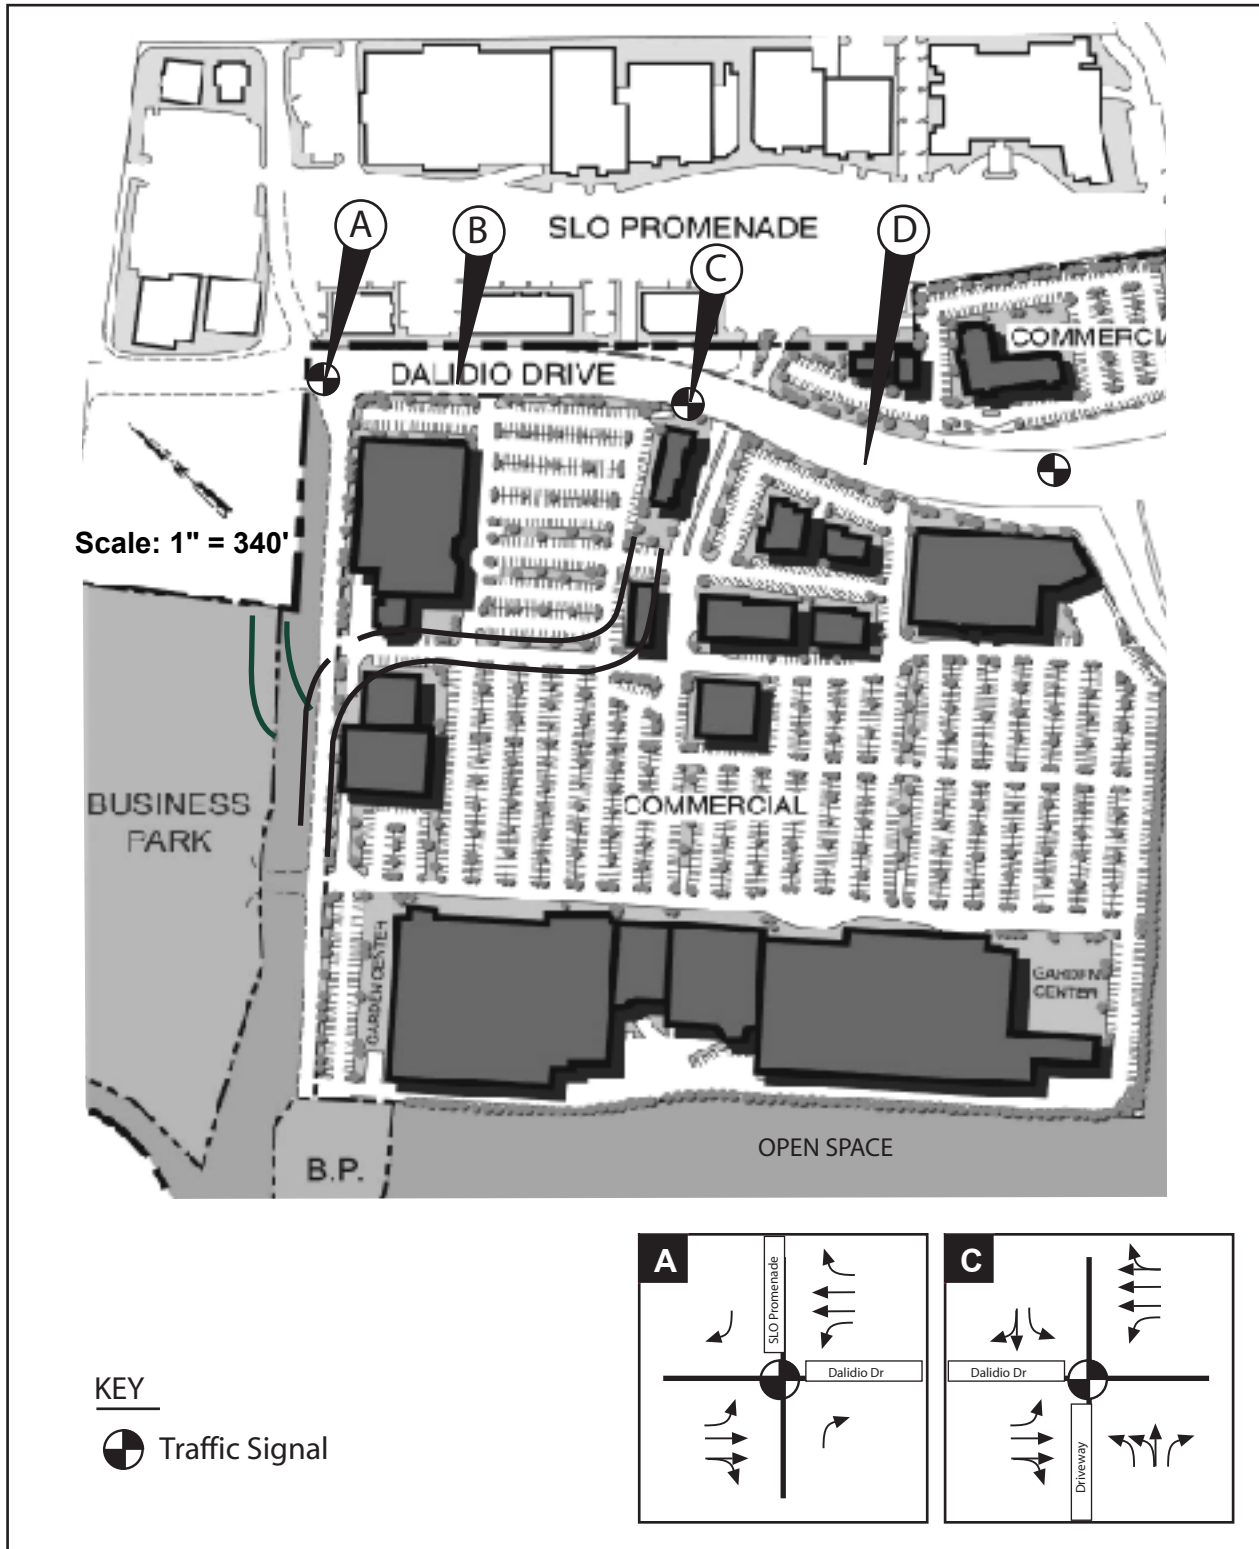 A
B
SLO PROMENADE
C
D
COMMERCIA
DALIDIO DRIVE
Scale: 1" = 340'
BUSINESS
PARK
COMMERCIAL
GARDEN CENTER
GARDEN
CENTER
OPEN SPACE
B.P.
A
SLO Promenade
Dalidio Dr
C
Dalidio Dr
Driveway
KEY
Traffic Signal